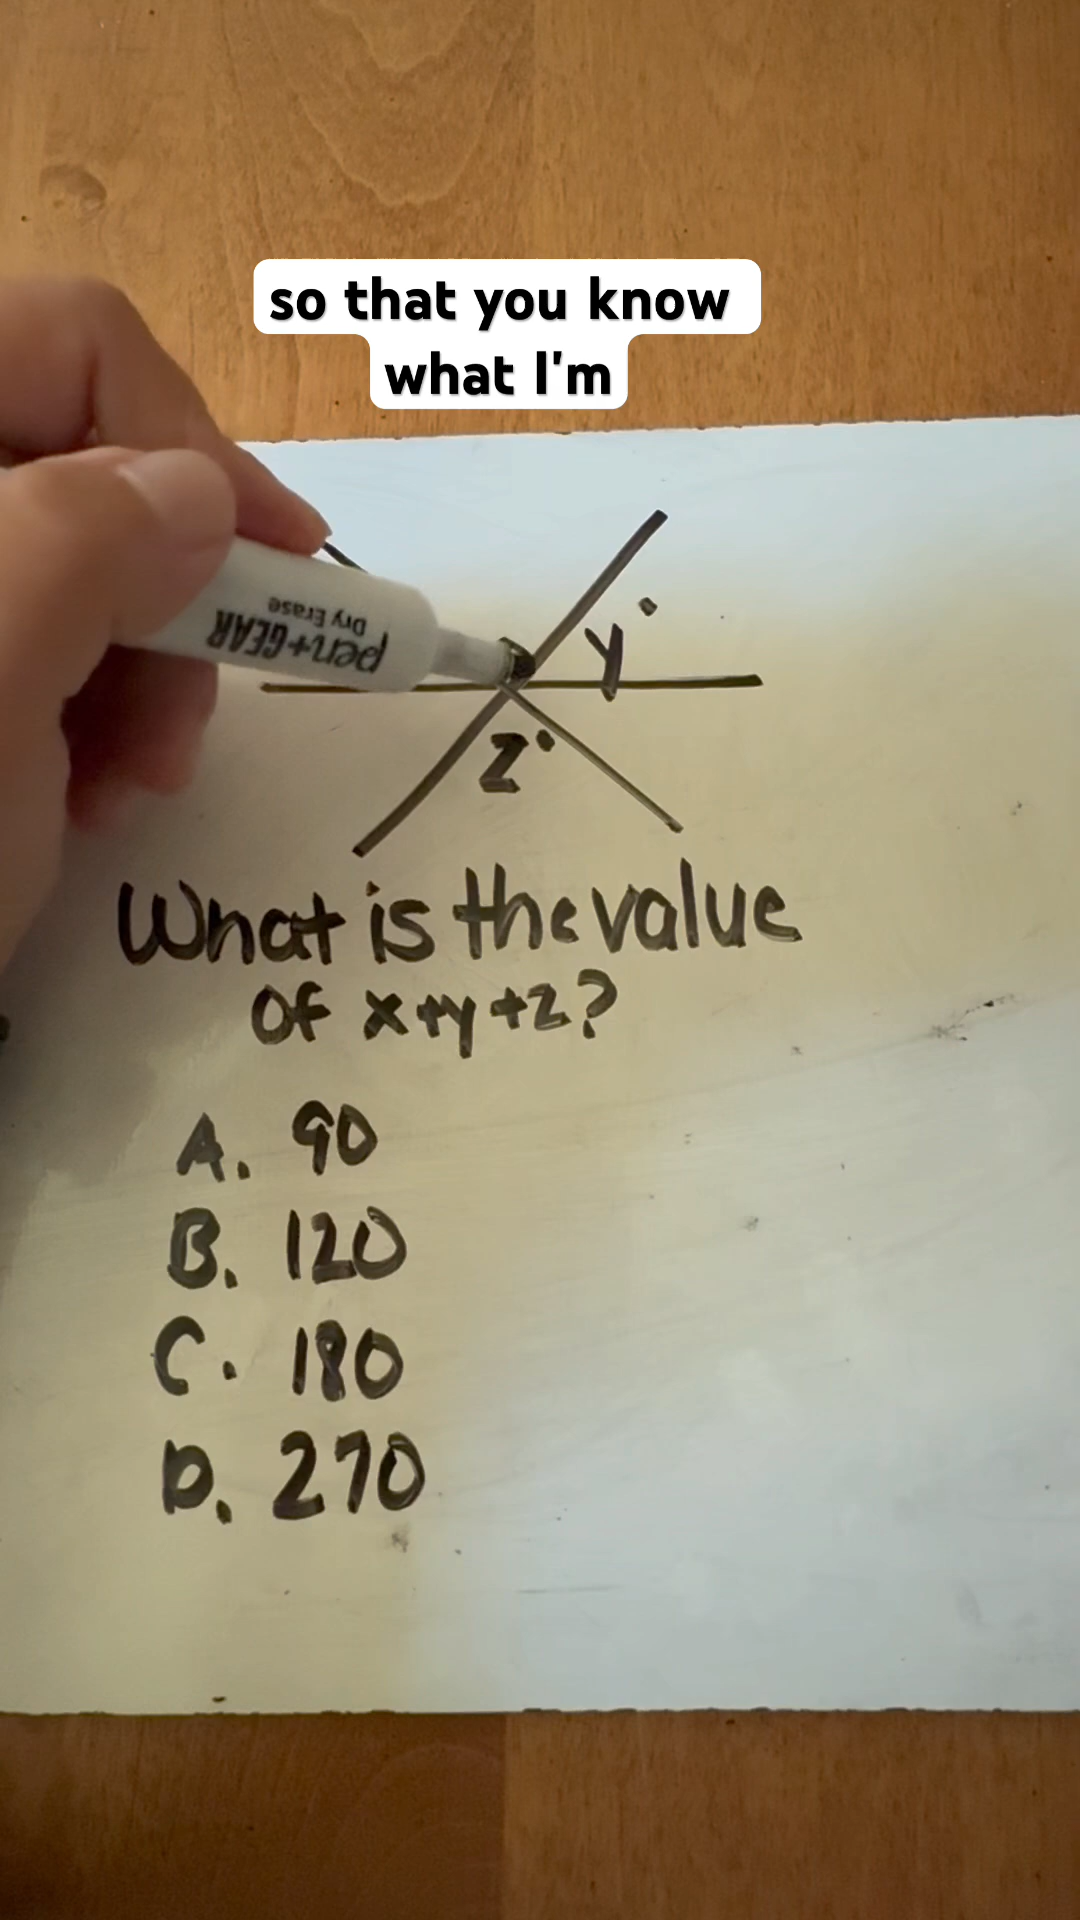 so that you know
what I'm
pen+GEAR
Dry Erase
y°
z°
What is the value
of x+y+z?
A. 90
B. 120
C. 180
D. 270